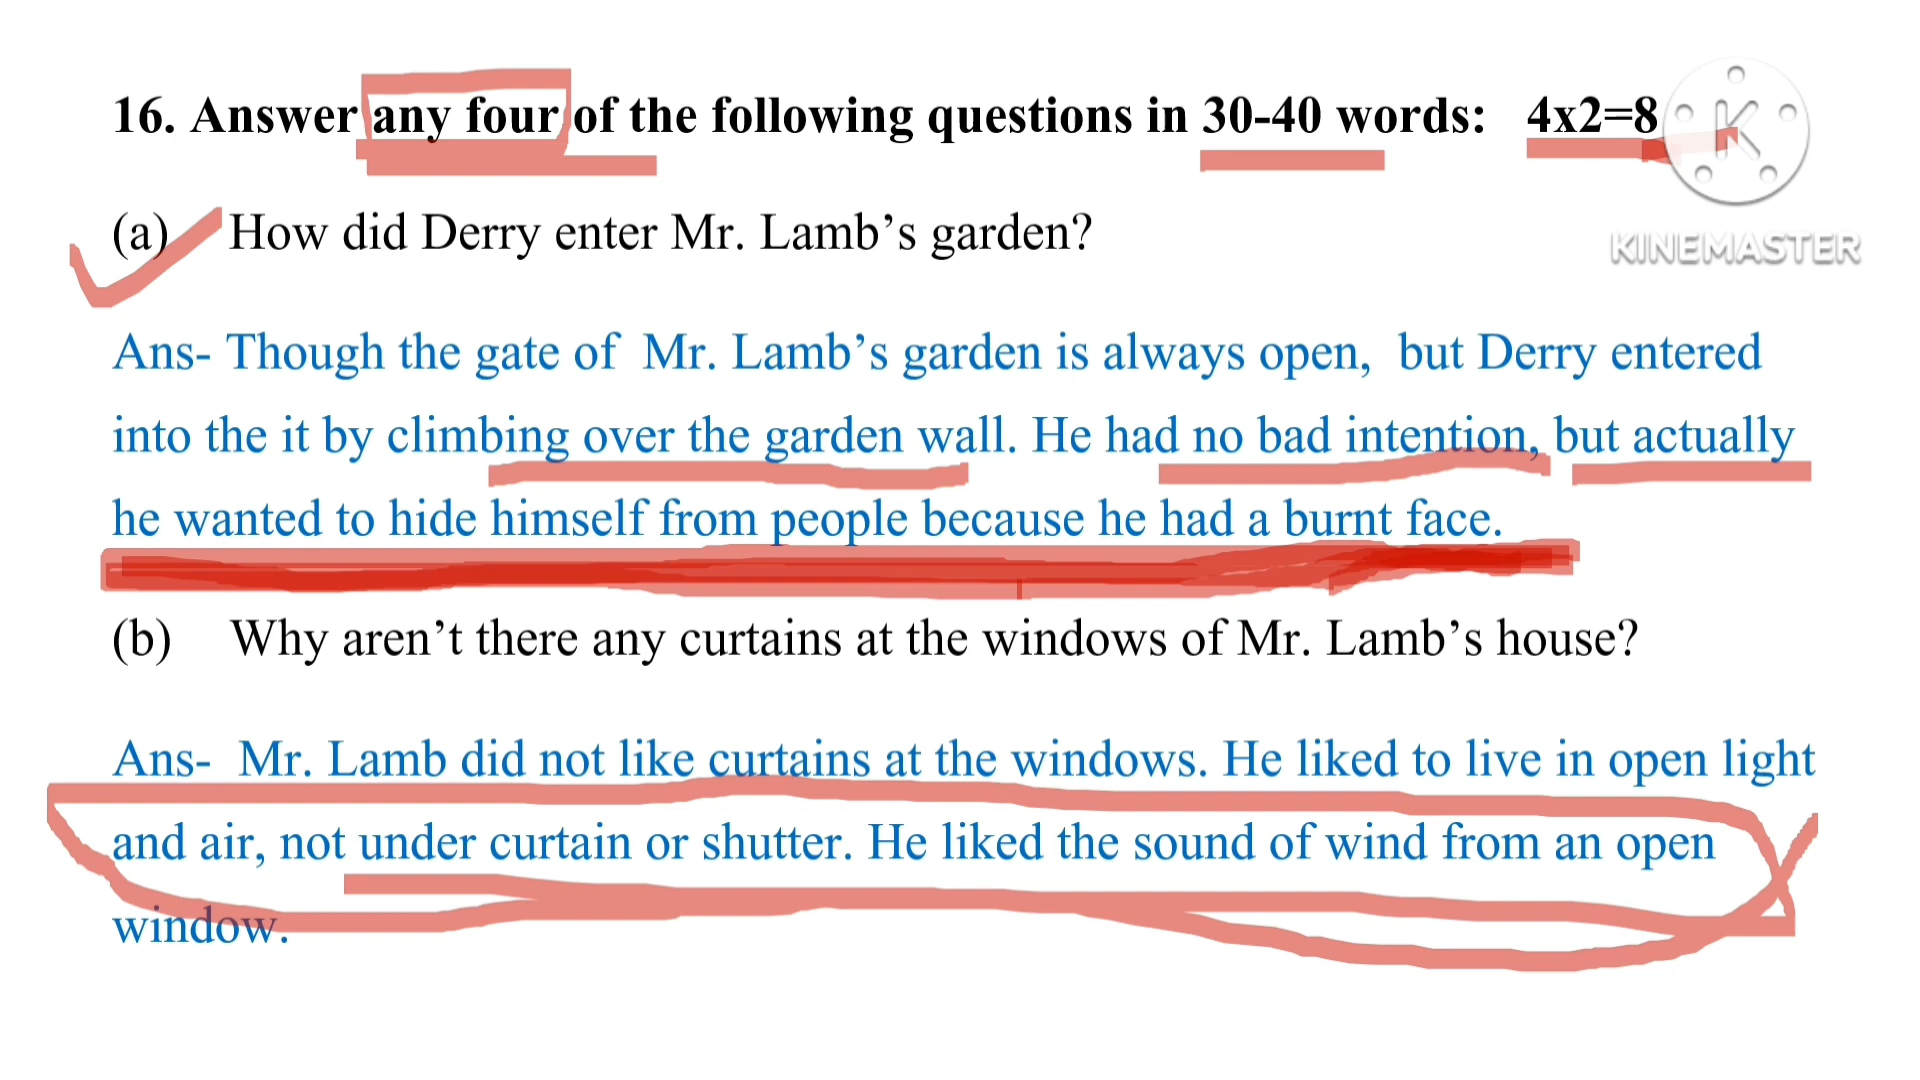 16. Answer any four of the following questions in 30-40 words: 4x2=8
KINEMASTER
(a) How did Derry enter Mr. Lamb’s garden?
Ans- Though the gate of Mr. Lamb’s garden is always open, but Derry entered
into the it by climbing over the garden wall. He had no bad intention, but actually
he wanted to hide himself from people because he had a burnt face.
(b) Why aren’t there any curtains at the windows of Mr. Lamb’s house?
Ans- Mr. Lamb did not like curtains at the windows. He liked to live in open light
and air, not under curtain or shutter. He liked the sound of wind from an open
window.